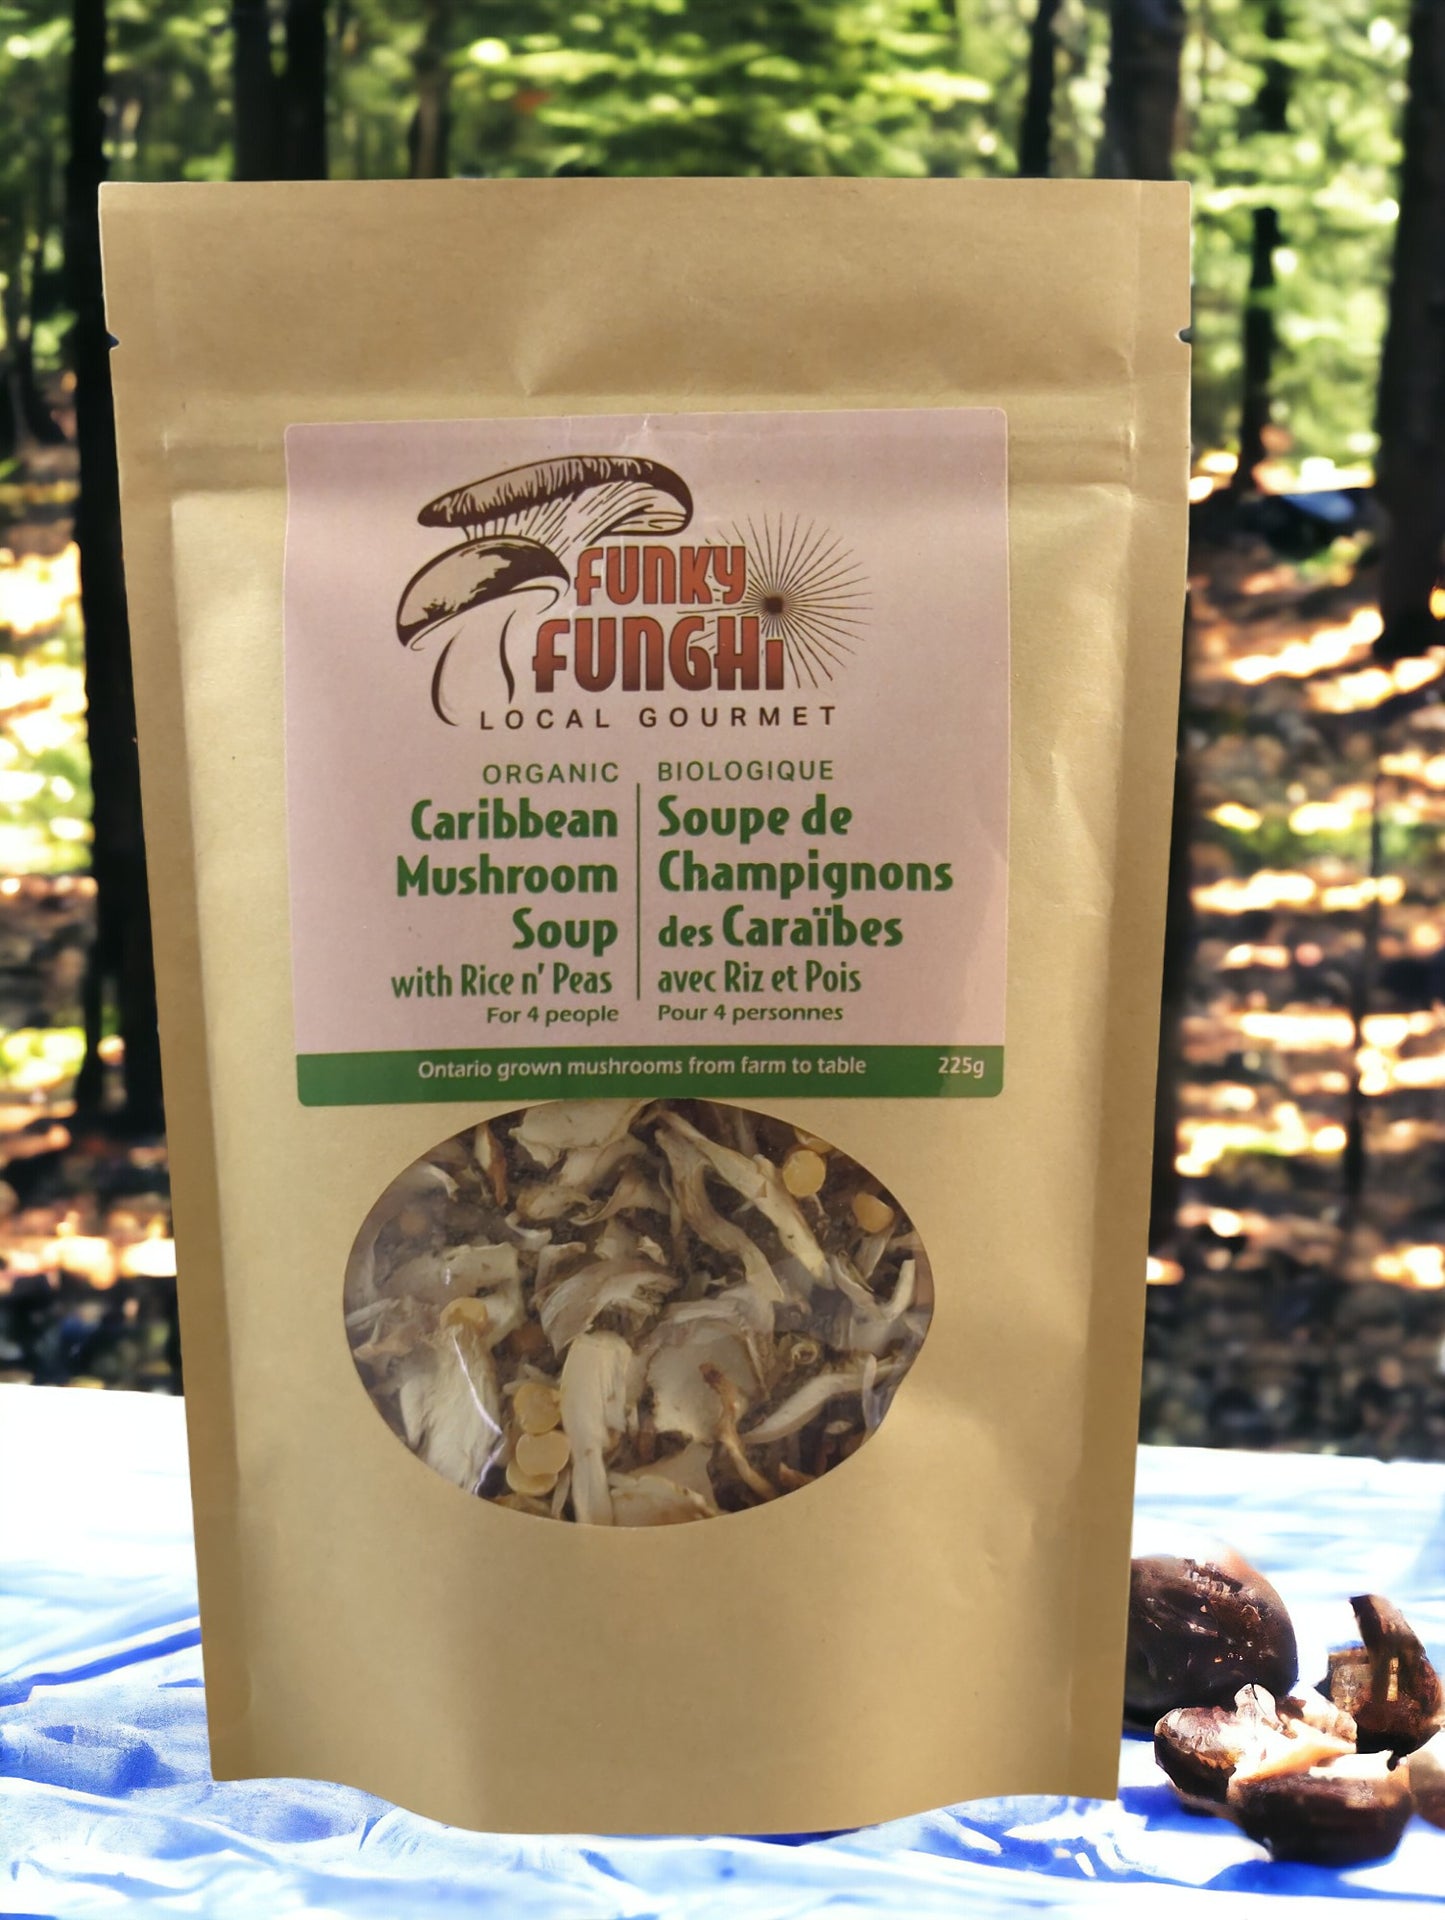 FUNKY
FUNGHi
LOCAL GOURMET
ORGANIC
Caribbean
Mushroom
Soup
with Rice n' Peas
For 4 people
BIOLOGIQUE
Soupe de
Champignons
des Caraïbes
avec Riz et Pois
Pour 4 personnes
Ontario grown mushrooms from farm to table
225g